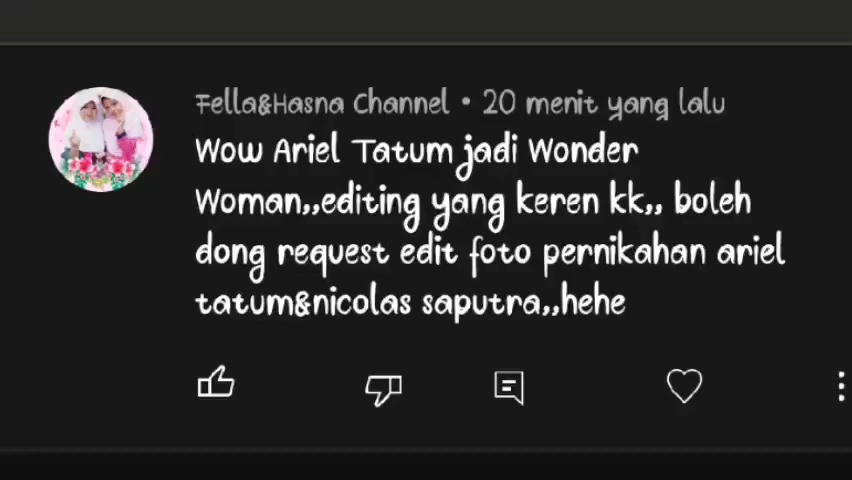 Fella&Hasna Channel • 20 menit yang lalu
Wow Ariel Tatum jadi Wonder
Woman,,editing yang keren kk,, boleh
dong request edit foto pernikahan ariel
tatum&nicolas saputra,,hehe